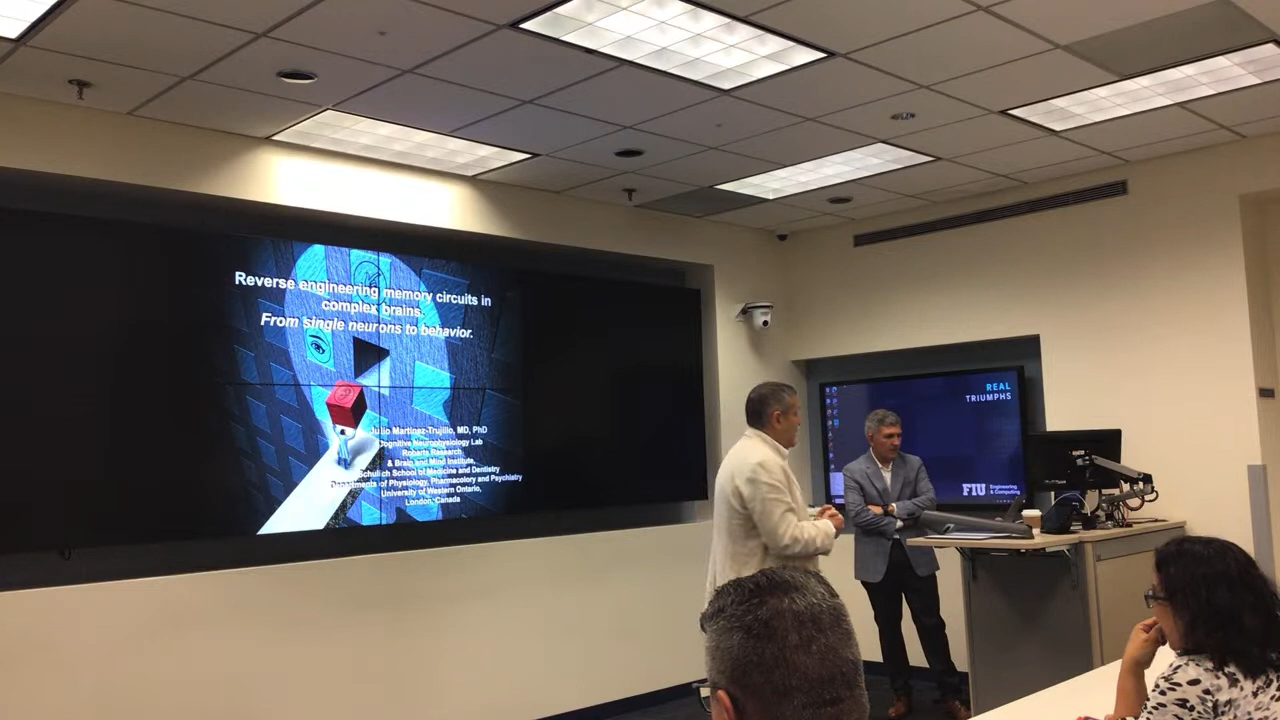 Reverse engineering memory circuits in
complex brains.
From single neurons to behavior.
Julio Martinez-Trujillo, MD, PhD
Cognitive Neurophysiology Lab
Robarts Research
& Brain and Mind Institute,
Schulich School of Medicine and Dentistry
Departments of Physiology, Pharmacology and Psychiatry
University of Western Ontario,
London, Canada
REAL
TRIUMPHS
FIU Engineering
& Computing